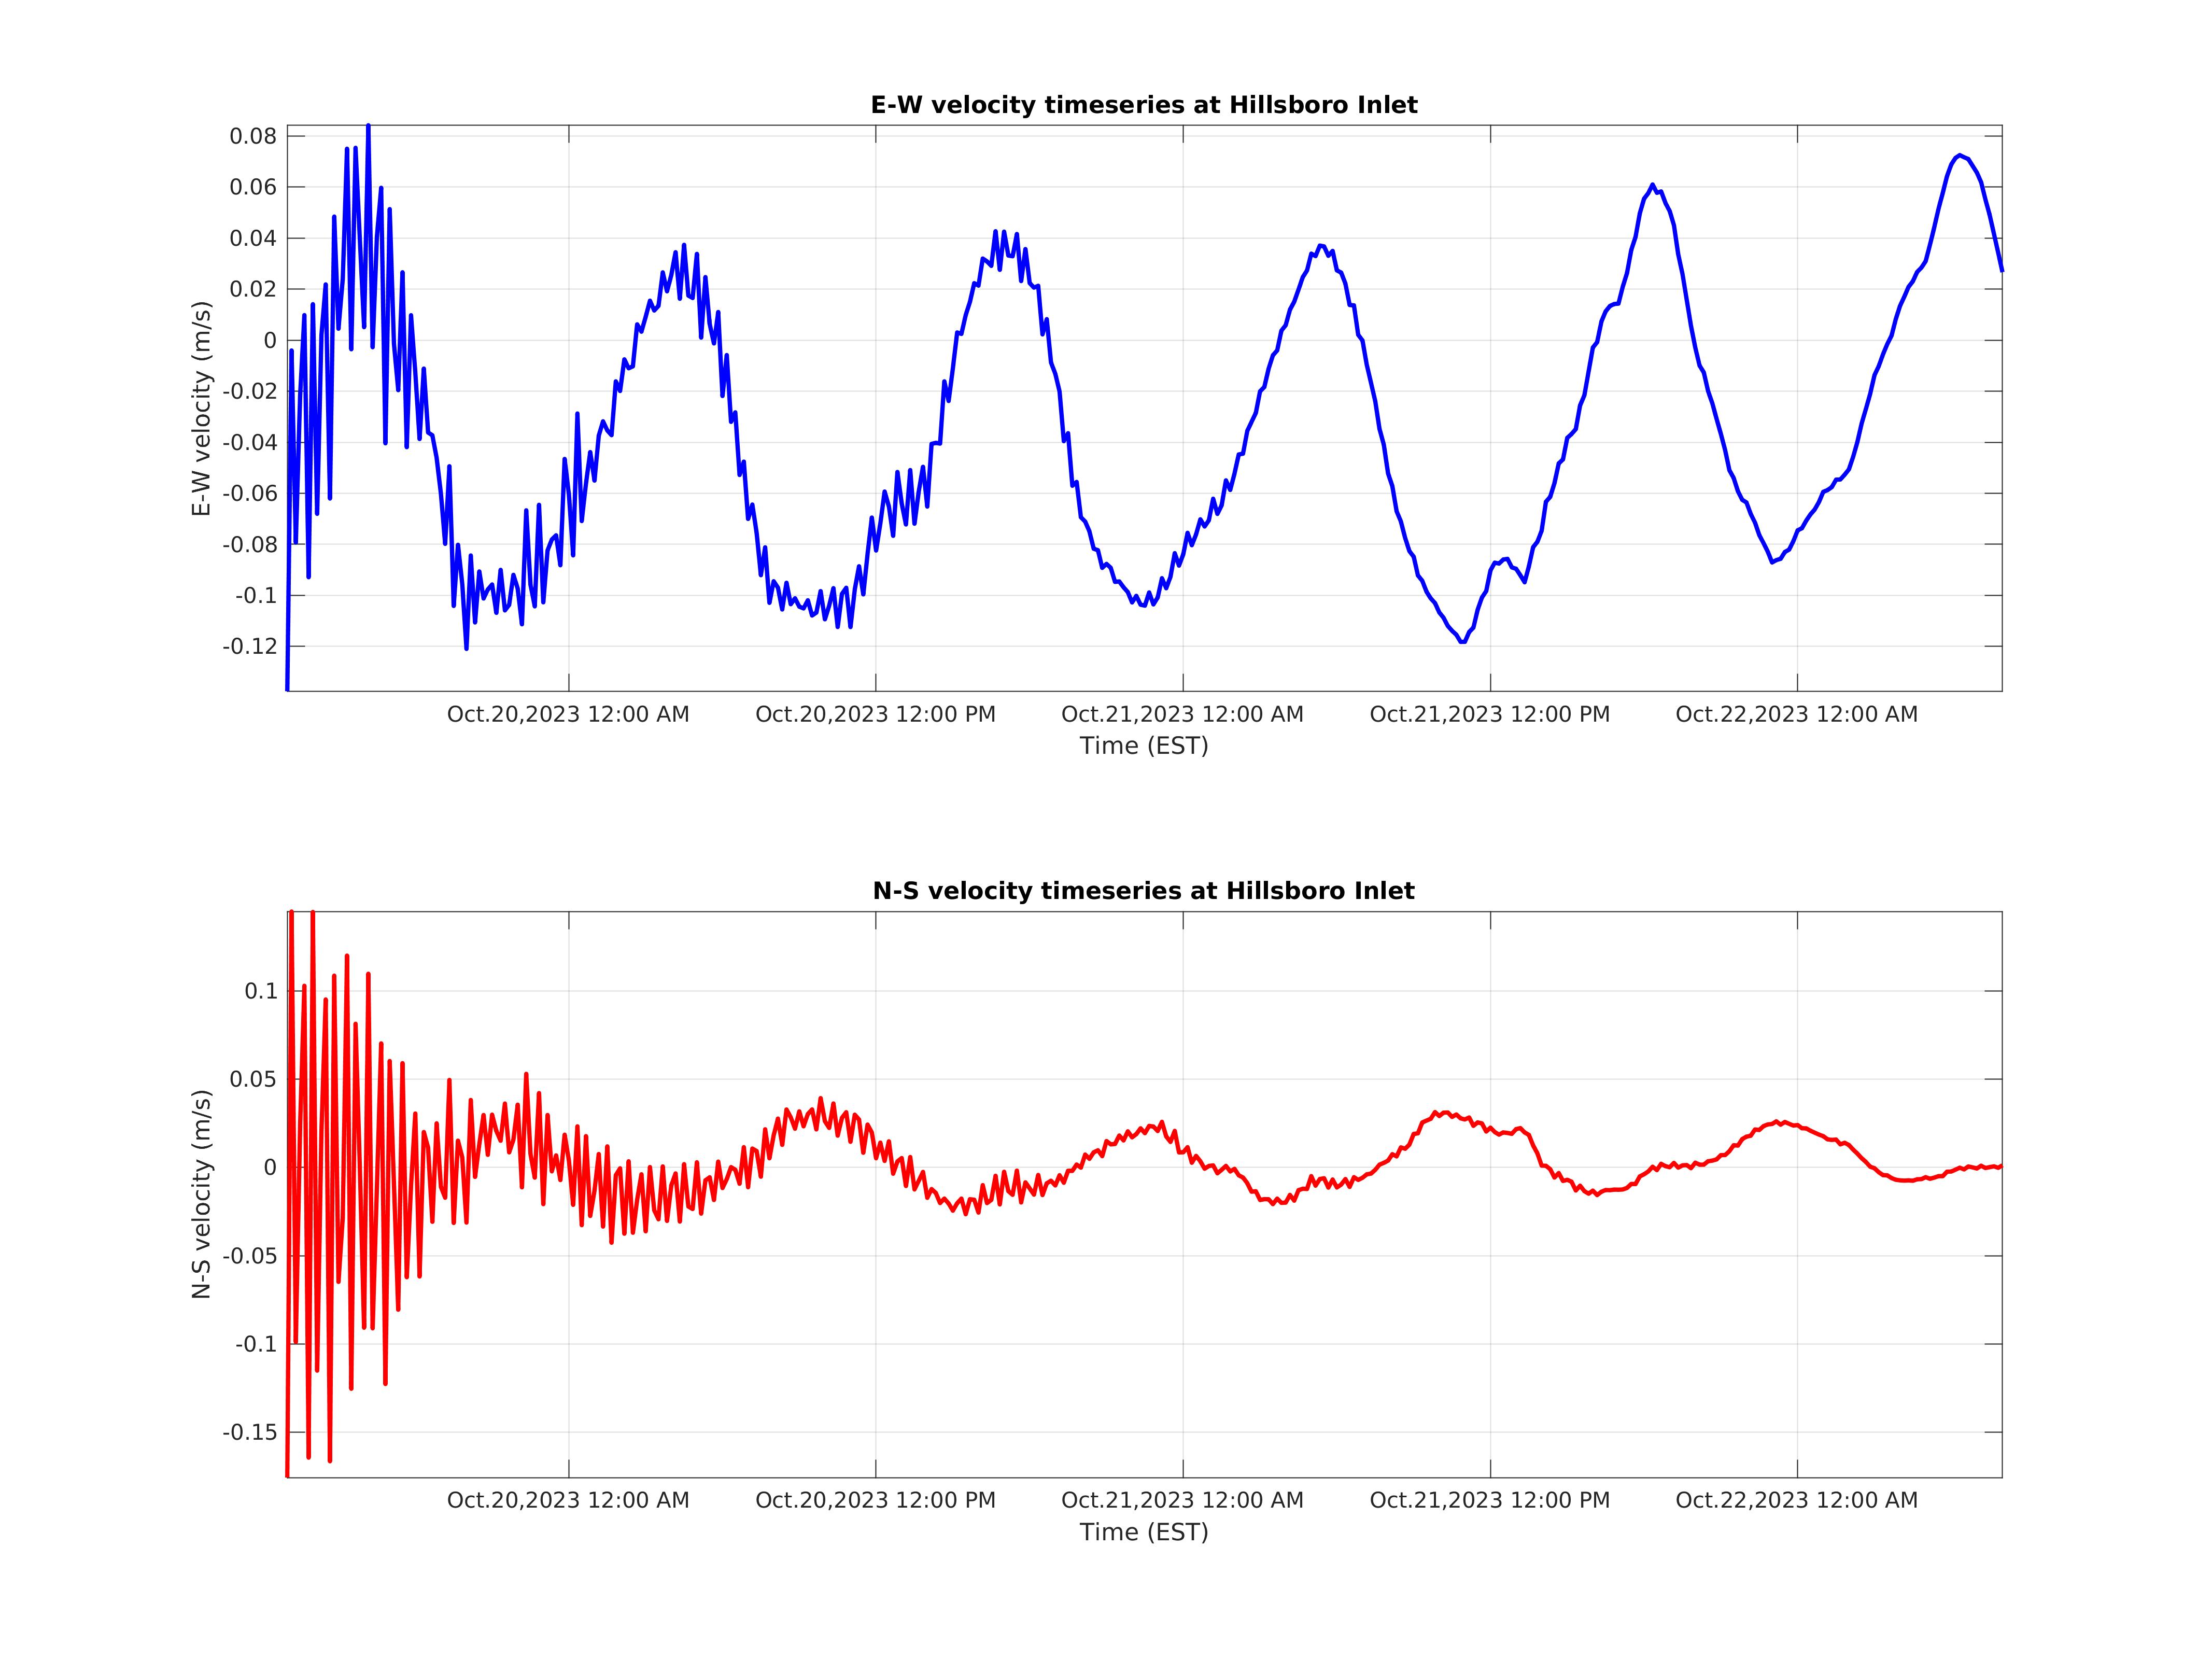 E-W velocity timeseries at Hillsboro Inlet
0.08
0.06
0.04
0.02
0
-0.02
-0.04
-0.06
-0.08
-0.1
-0.12
E-W velocity (m/s)
Oct.20,2023 12:00 AM
Oct.20,2023 12:00 PM
Oct.21,2023 12:00 AM
Oct.21,2023 12:00 PM
Oct.22,2023 12:00 AM
Time (EST)
N-S velocity timeseries at Hillsboro Inlet
0.1
0.05
0
-0.05
-0.1
-0.15
N-S velocity (m/s)
Oct.20,2023 12:00 AM
Oct.20,2023 12:00 PM
Oct.21,2023 12:00 AM
Oct.21,2023 12:00 PM
Oct.22,2023 12:00 AM
Time (EST)